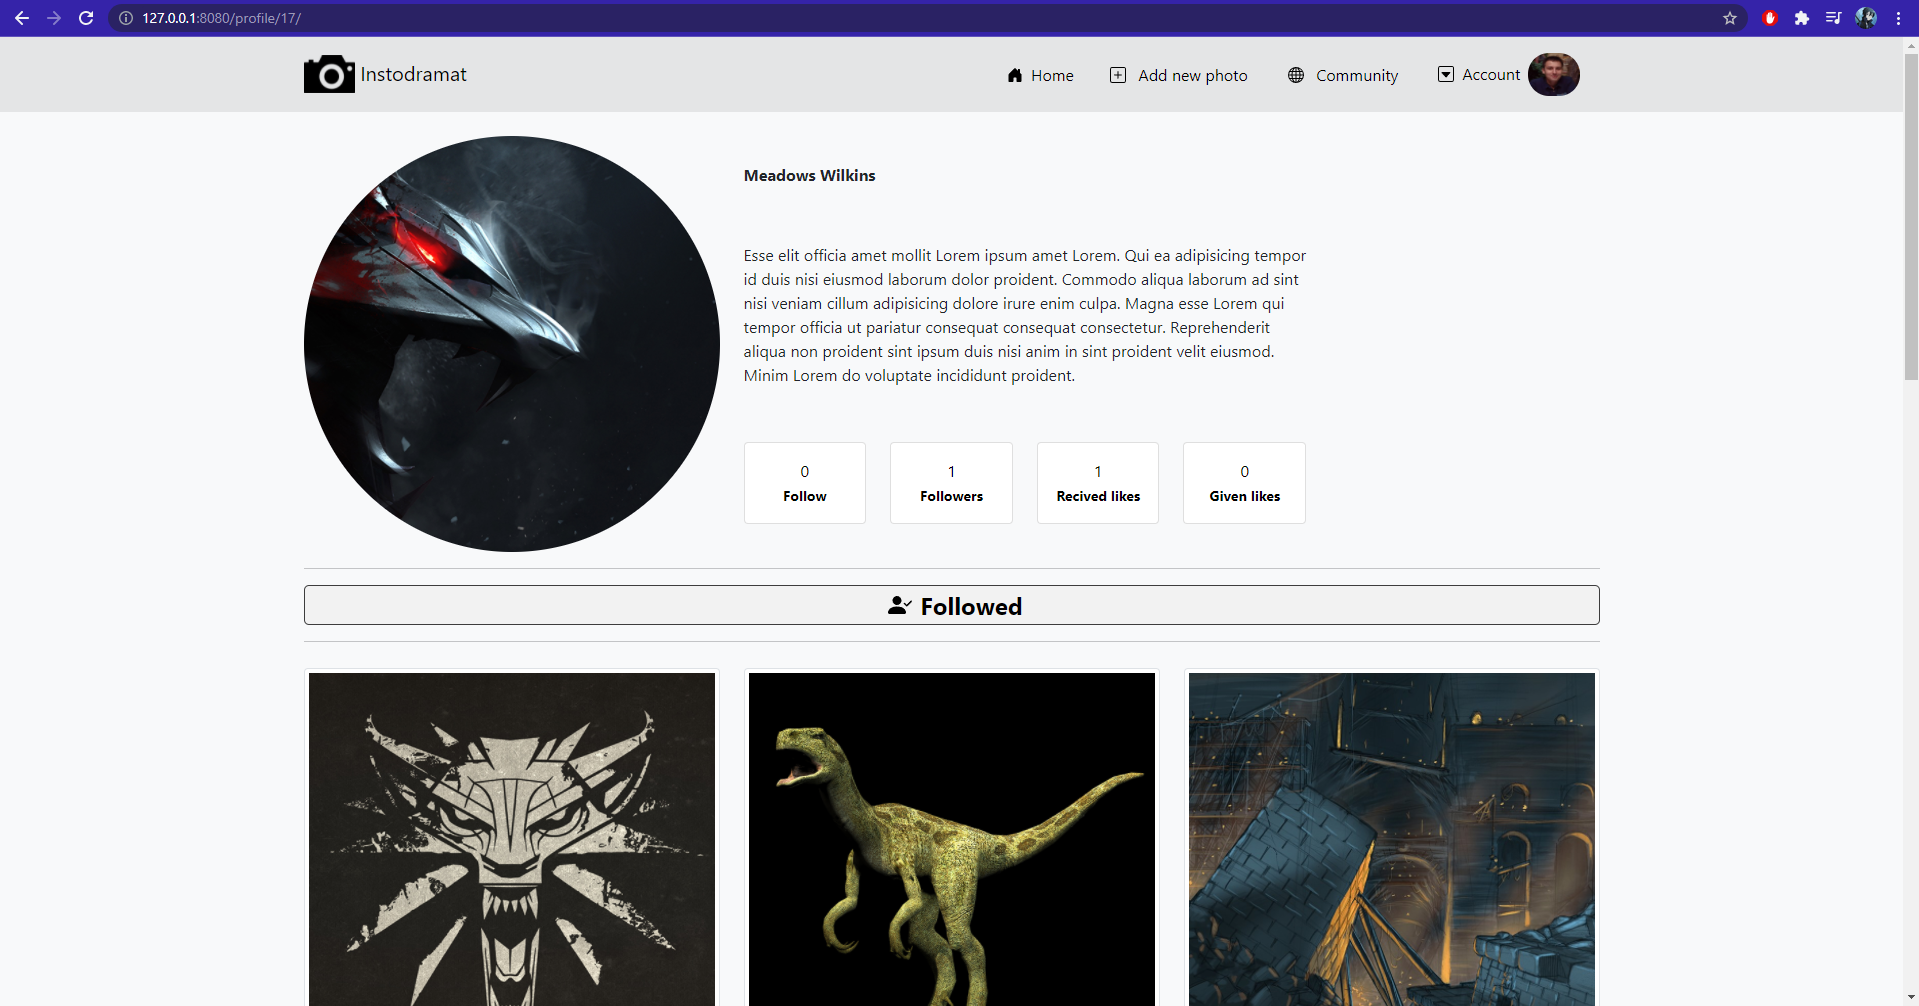 127.0.0.1:8080/profile/17/
Instodramat
Home
Add new photo
Community
Account
Meadows Wilkins
Esse elit officia amet mollit Lorem ipsum amet Lorem. Qui ea adipisicing tempor
id duis nisi eiusmod laborum dolor proident. Commodo aliqua laborum ad sint
nisi veniam cillum adipisicing dolore irure enim culpa. Magna esse Lorem qui
tempor officia ut pariatur consequat consequat consectetur. Reprehenderit
aliqua non proident sint ipsum duis nisi anim in sint proident velit eiusmod.
Minim Lorem do voluptate incididunt proident.
0
Follow
1
Followers
1
Recived likes
0
Given likes
Followed